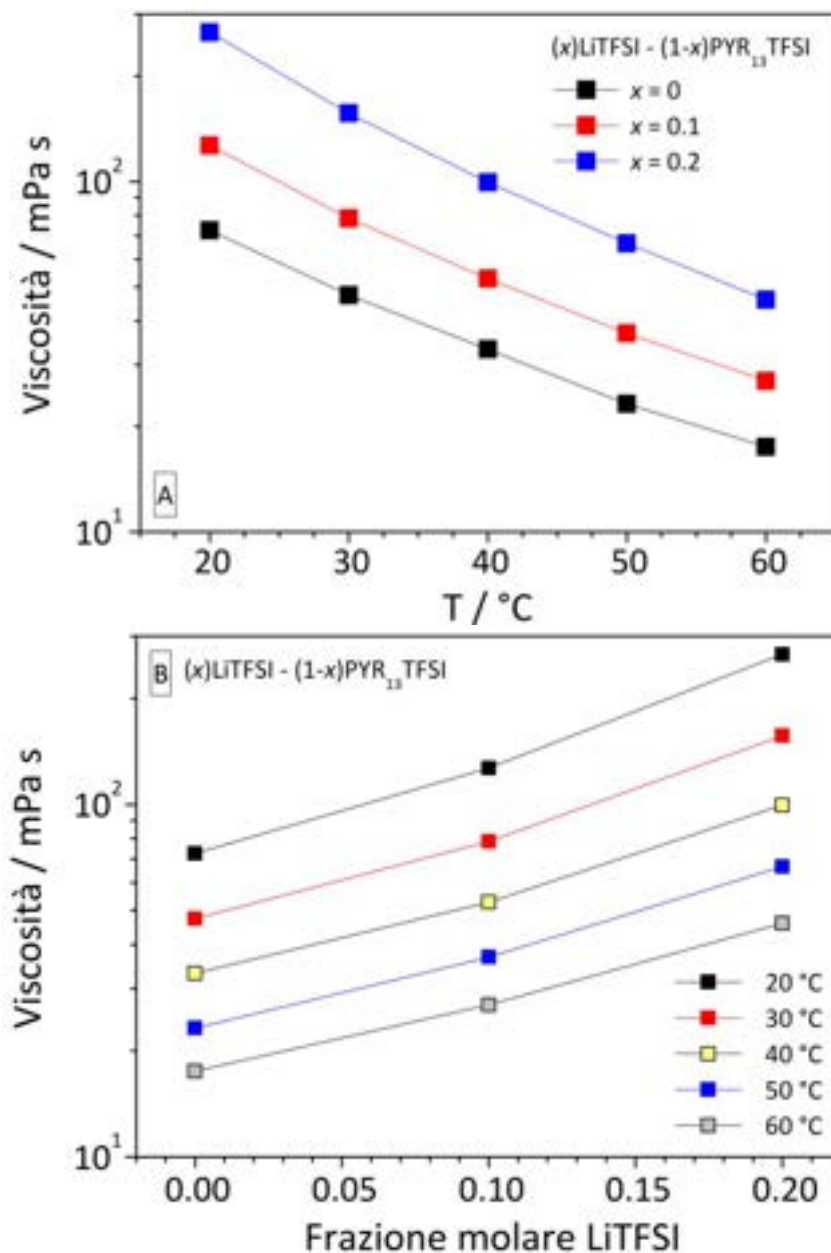 (x)LiTFSI - (1-x)PYR₁₃TFSI
x = 0
x = 0.1
x = 0.2
Viscosità / mPa s
10²
10¹
A
20 30 40 50 60
T / °C
B (x)LiTFSI - (1-x)PYR₁₃TFSI
Viscosità / mPa s
10²
10¹
20 °C
30 °C
40 °C
50 °C
60 °C
0.00 0.05 0.10 0.15 0.20
Frazione molare LiTFSI